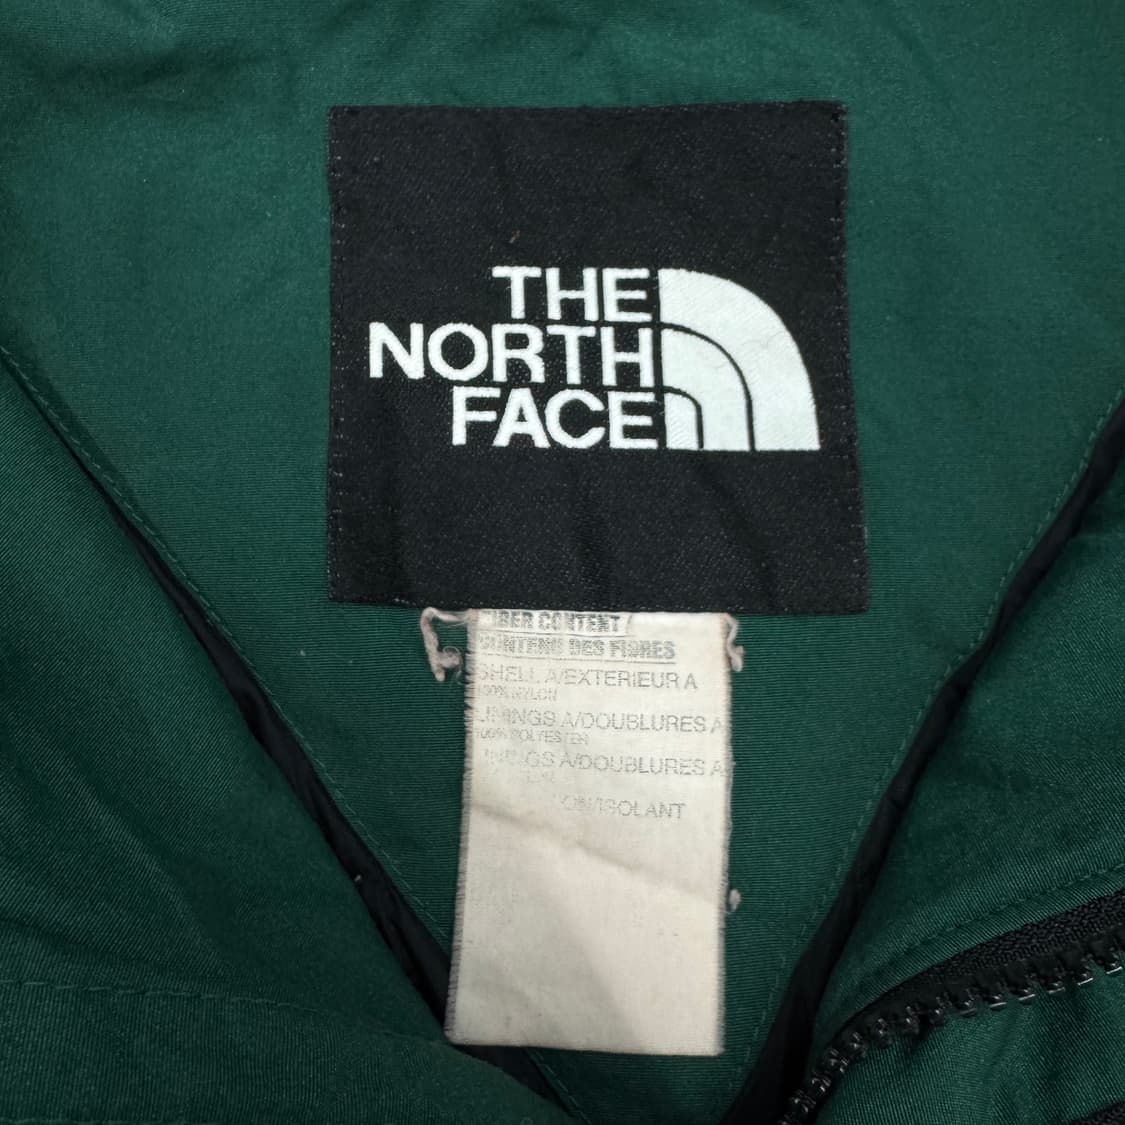 THE
NORTH
FACE
FIBER CONTENT
CONTENU DES FIBRES
SHELL A/EXTERIEUR A
100% NYLON
LININGS A/DOUBLURES A
100% POLYESTER
LININGS A/DOUBLURES A
ON/ISOLANT